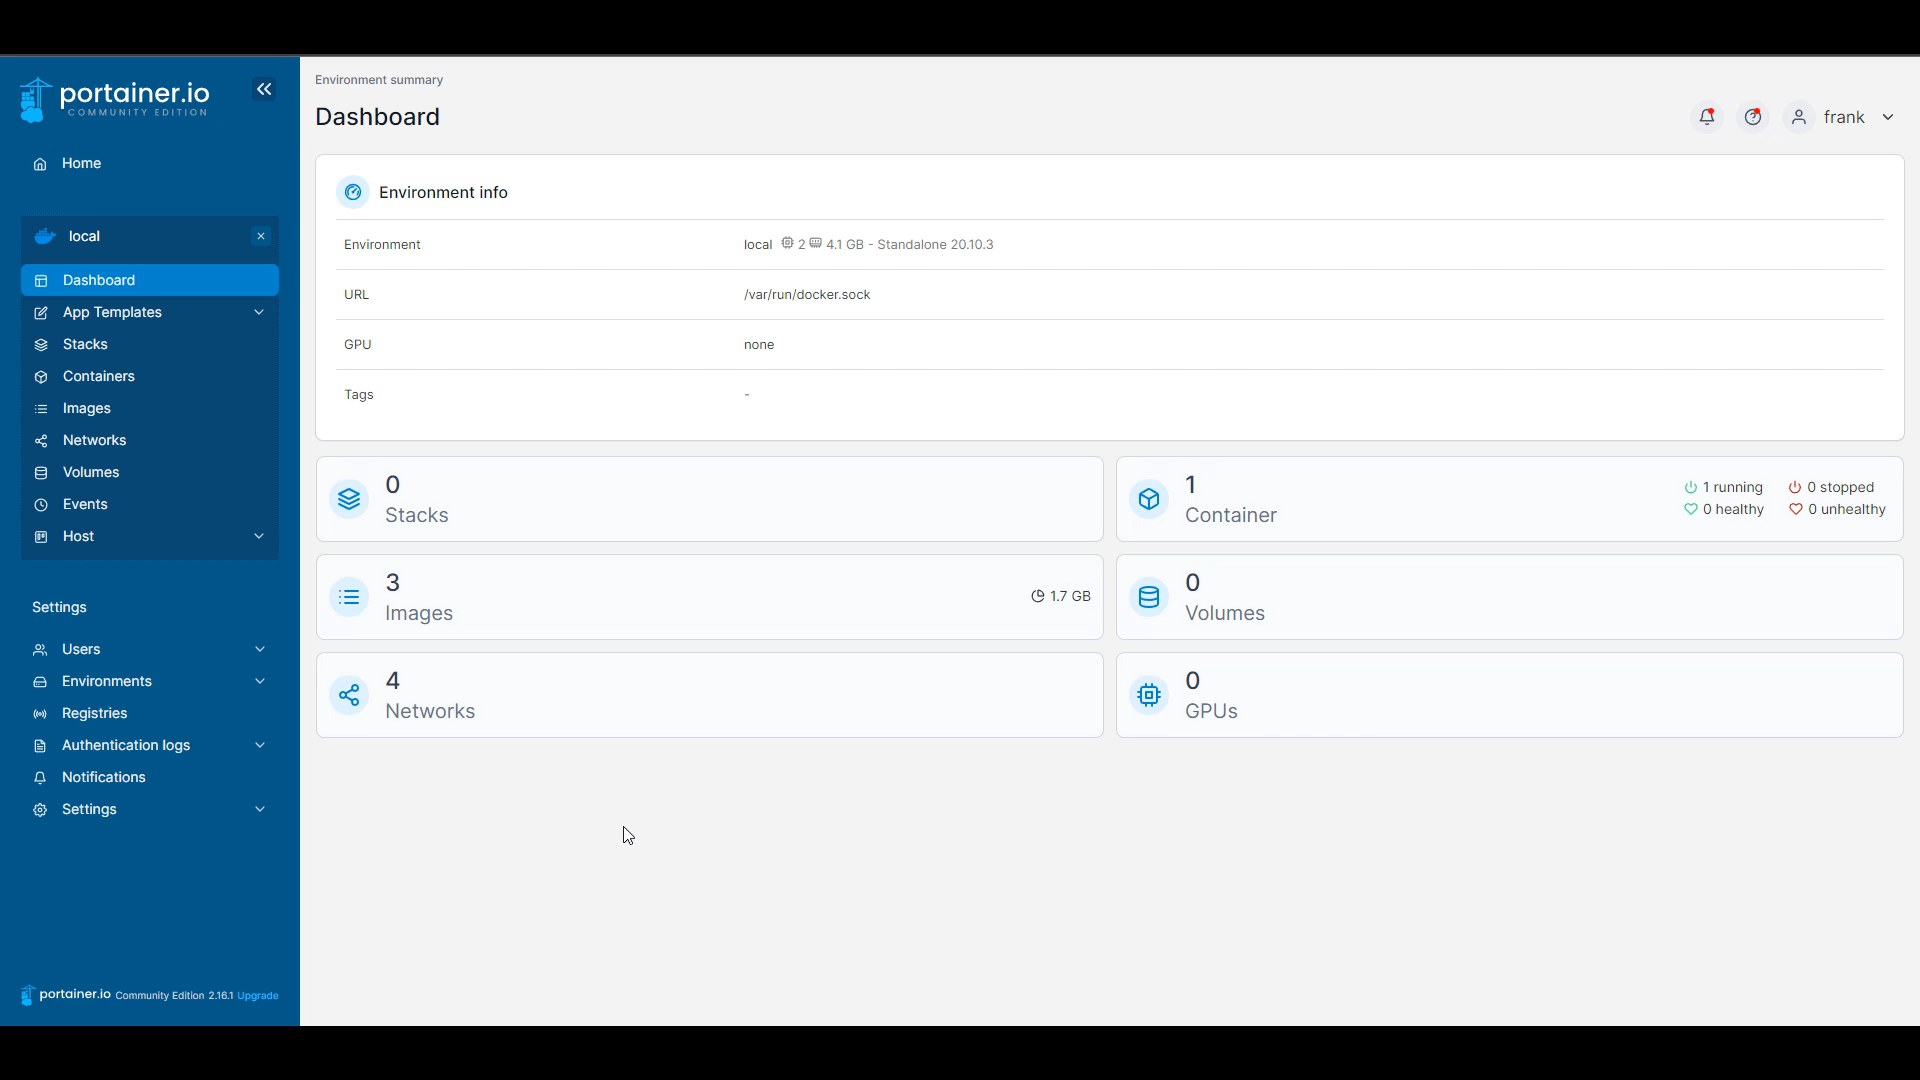 portainer.io
COMMUNITY EDITION
Home
local
Dashboard
App Templates
Stacks
Containers
Images
Networks
Volumes
Events
Host
Settings
Users
Environments
Registries
Authentication logs
Notifications
Settings
portainer.io Community Edition 2.16.1 Upgrade
Environment summary
Dashboard
frank
Environment info
Environment local 2 4.1 GB - Standalone 20.10.3
URL /var/run/docker.sock
GPU none
Tags -
0
Stacks
1
Container
1 running 0 stopped
0 healthy 0 unhealthy
3
Images
1.7 GB
0
Volumes
4
Networks
0
GPUs